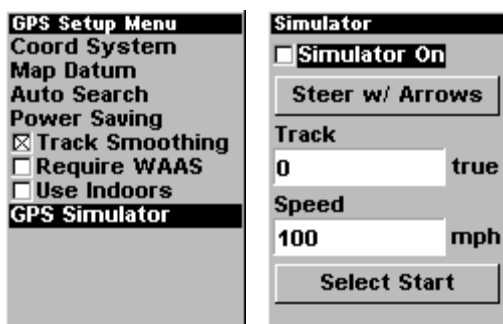 GPS Setup Menu
Coord System
Map Datum
Auto Search
Power Saving
Track Smoothing
Require WAAS
Use Indoors
GPS Simulator
Simulator
Simulator On
Steer w/ Arrows
Track
0 true
Speed
100 mph
Select Start